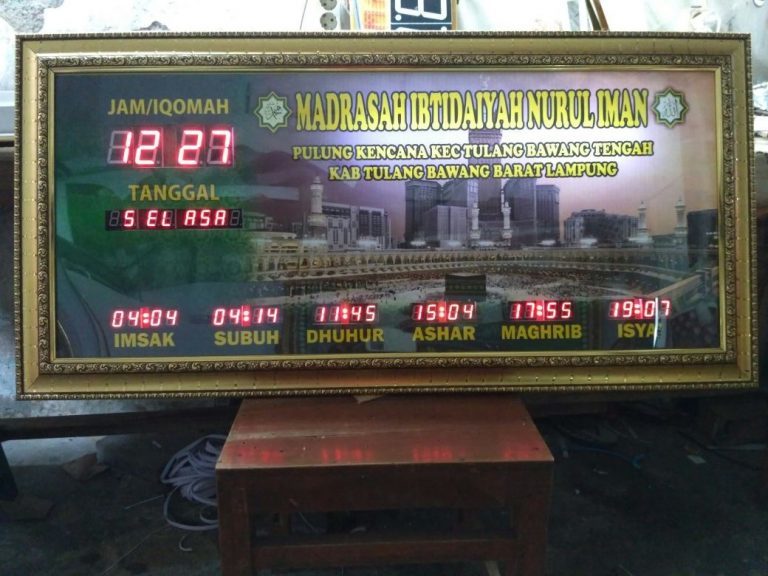 JAM/IQOMAH
12 27
TANGGAL
SELASA
MADRASAH IBTIDAIYAH NURUL IMAN
PULUNG KENCANA KEC TULANG BAWANG TENGAH
KAB TULANG BAWANG BARAT LAMPUNG
04:04 04:14 11:45 15:04 17:55 19:07
IMSAK SUBUH DHUHUR ASHAR MAGHRIB ISYA